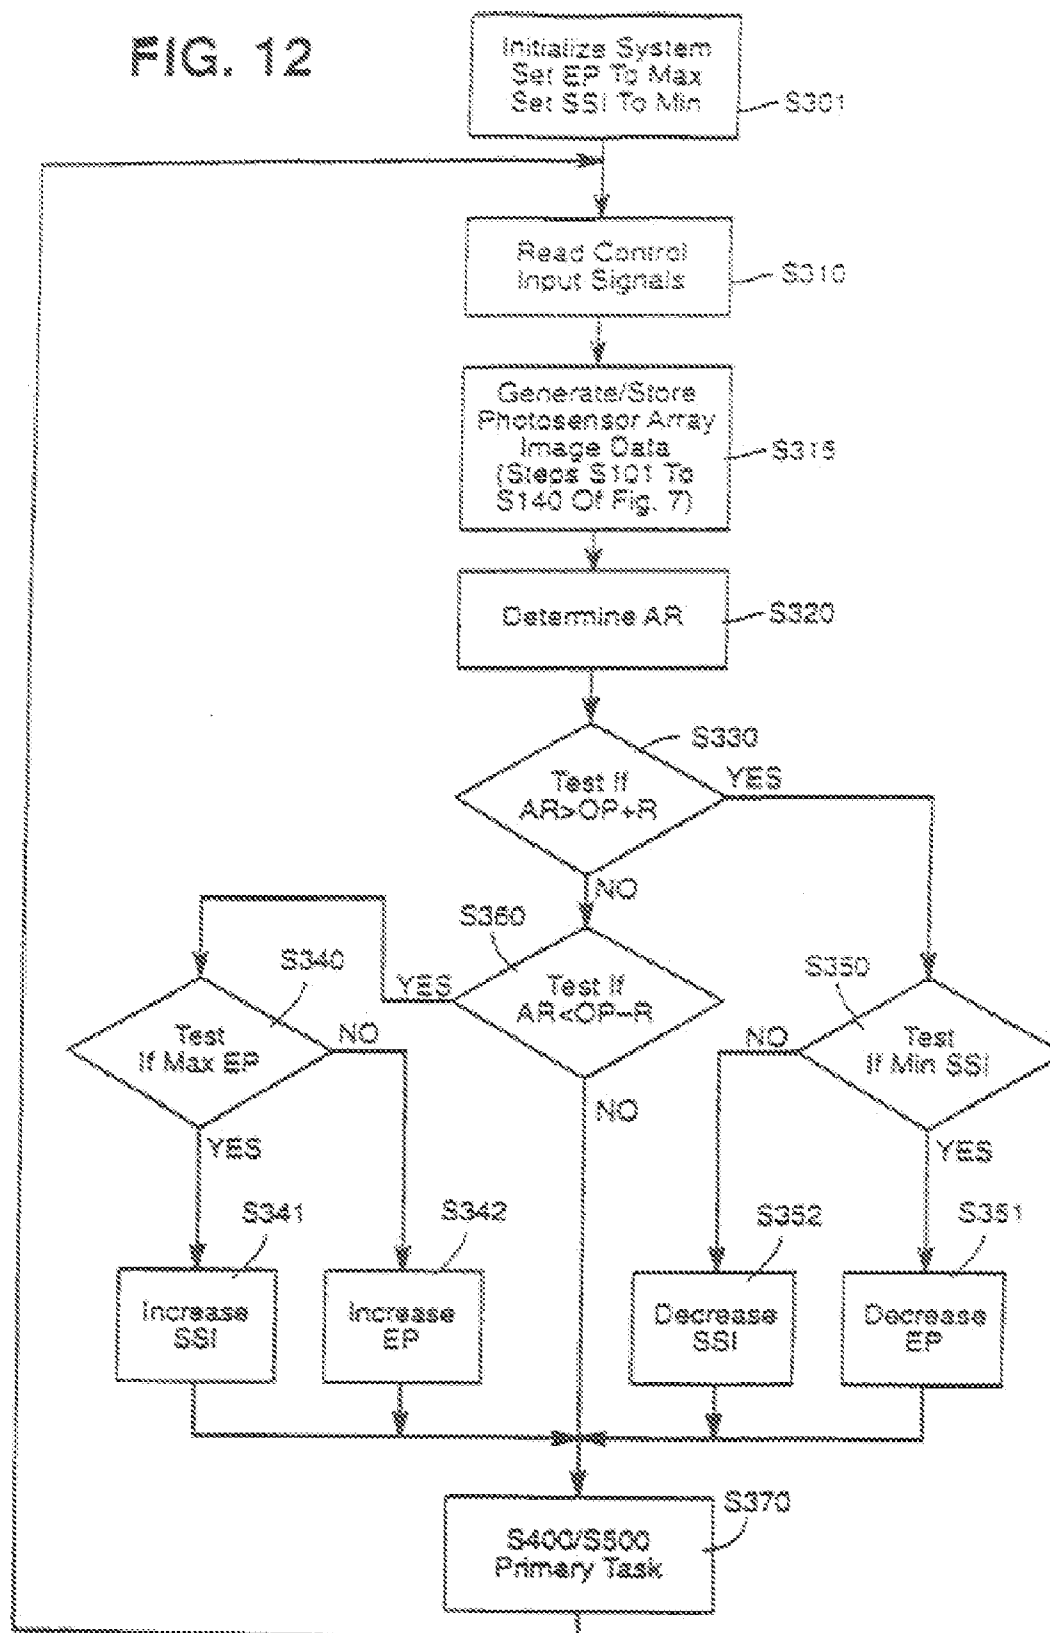 FIG. 12
Initialize System
Set EP To Max
Set SSI To Min
S301
Read Control
Input Signals
S310
Generate/Store
Photosensor Array
Image Data
(Steps S101 To
S140 Of Fig. 7)
S315
Determine AR
S320
S330
Test If
AR>OP+R
YES
NO
S360
Test If
AR<OP-R
YES
NO
S340
Test
If Max EP
NO
YES
S350
Test
If Min SSI
NO
YES
S341
Increase
SSI
S342
Increase
EP
S352
Decrease
SSI
S351
Decrease
EP
S370
S400/S500
Primary Task